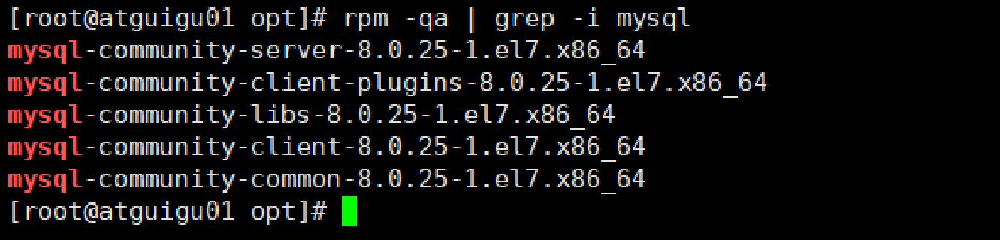 [root@atguigu01 opt]# rpm -qa | grep -i mysql
mysql-community-server-8.0.25-1.el7.x86_64
mysql-community-client-plugins-8.0.25-1.el7.x86_64
mysql-community-libs-8.0.25-1.el7.x86_64
mysql-community-client-8.0.25-1.el7.x86_64
mysql-community-common-8.0.25-1.el7.x86_64
[root@atguigu01 opt]#